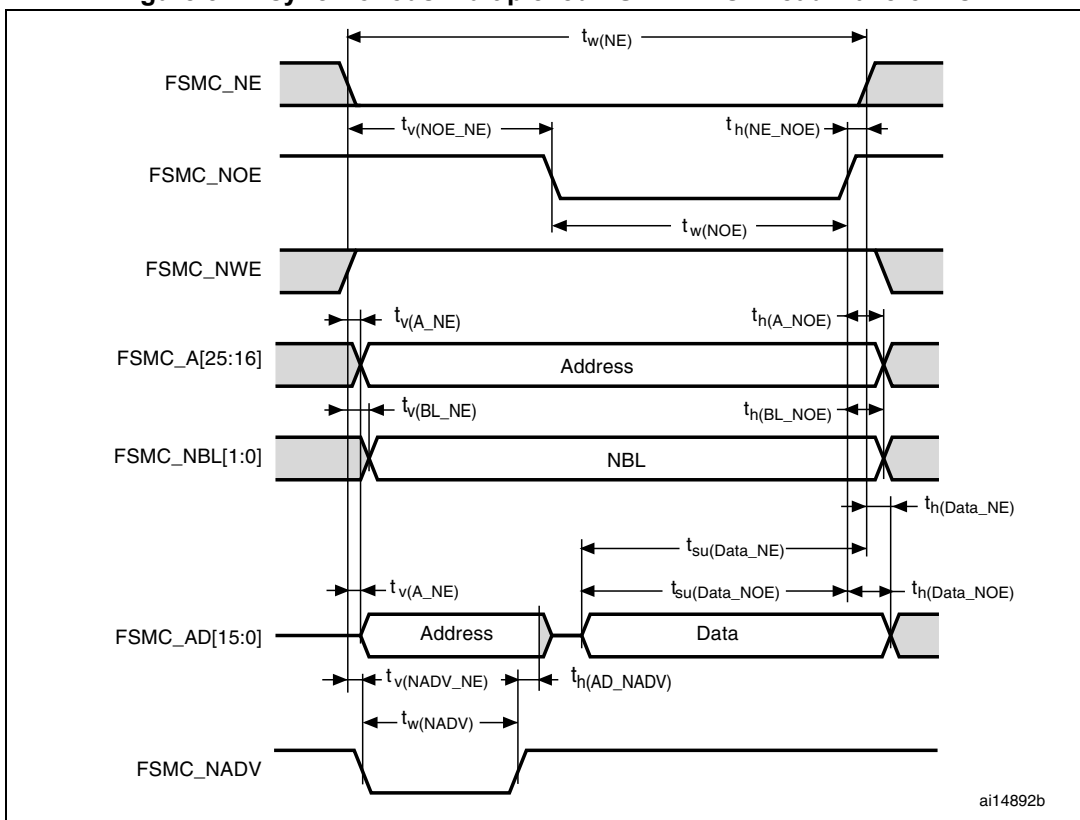 tw(NE)
FSMC_NE
tv(NOE_NE)
th(NE_NOE)
FSMC_NOE
tw(NOE)
FSMC_NWE
tv(A_NE)
th(A_NOE)
FSMC_A[25:16]
Address
tv(BL_NE)
th(BL_NOE)
FSMC_NBL[1:0]
NBL
th(Data_NE)
tsu(Data_NE)
tv(A_NE)
tsu(Data_NOE)
th(Data_NOE)
FSMC_AD[15:0]
Address
Data
tv(NADV_NE)
th(AD_NADV)
tw(NADV)
FSMC_NADV
ai14892b